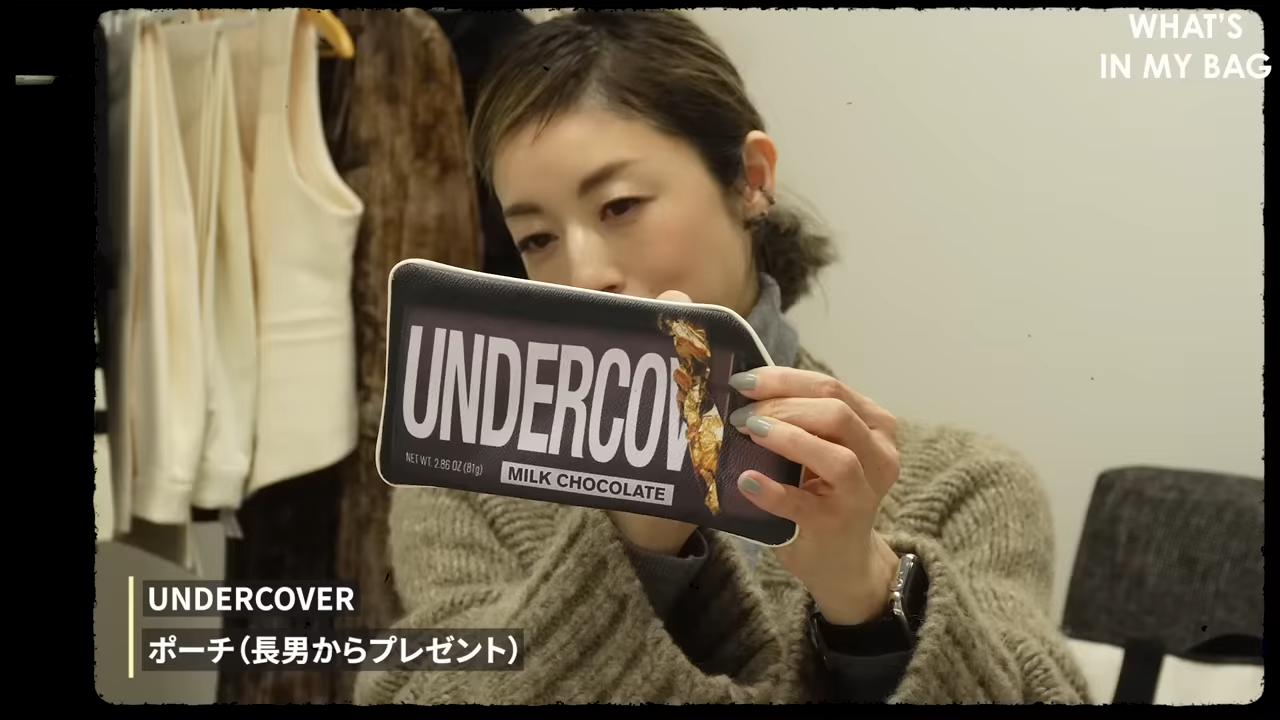 WHAT'S
IN MY BAG
UNDERCOV
NET WT. 2.86 OZ (81g)
MILK CHOCOLATE
UNDERCOVER
ポーチ(長男からプレゼント)